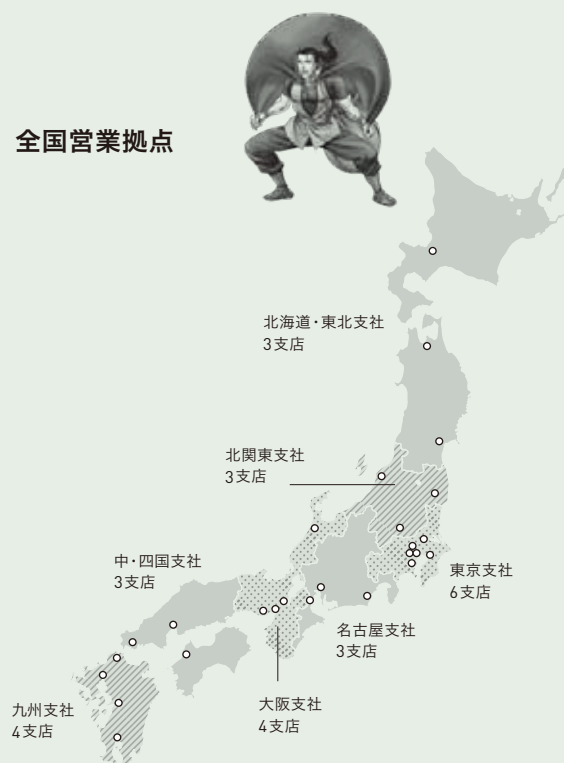 全国営業拠点
北海道・東北支社
3支店
北関東支社
3支店
中・四国支社
3支店
東京支社
6支店
名古屋支社
3支店
大阪支社
4支店
九州支社
4支店